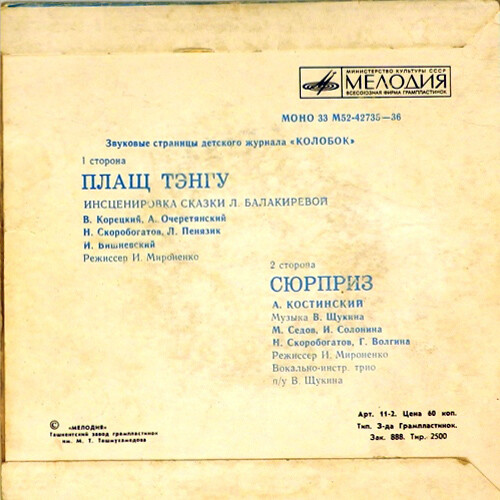 МИНИСТЕРСТВО КУЛЬТУРЫ СССР
МЕЛОДИЯ
ВСЕСОЮЗНАЯ ФИРМА ГРАМПЛАСТИНОК
МОНО 33 М52-42735—36
Звуковые страницы детского журнала «КОЛОБОК»
1 сторона
ПЛАЩ ТЭНГУ
ИНСЦЕНИРОВКА СКАЗКИ Л. БАЛАКИРЕВОЙ
В. Корецкий, А. Очеретянский
Н. Скоробогатов, Л. Пенязик
И. Вишневский
Режиссер И. Мироненко
2 сторона
СЮРПРИЗ
А. КОСТИНСКИЙ
Музыка В. Щукина
М. Седов, И. Солонина
Н. Скоробогатов, Г. Волгина
Режиссер И. Мироненко
Вокально-инстр. трио
п/у В. Щукина
© «МЕЛОДИЯ»
Ташкентский завод грампластинок
им. М. Т. Ташмухамедова
Арт. 11-2. Цена 60 коп.
Тип. З-да Грампластинок.
Зак. 888. Тир. 2500